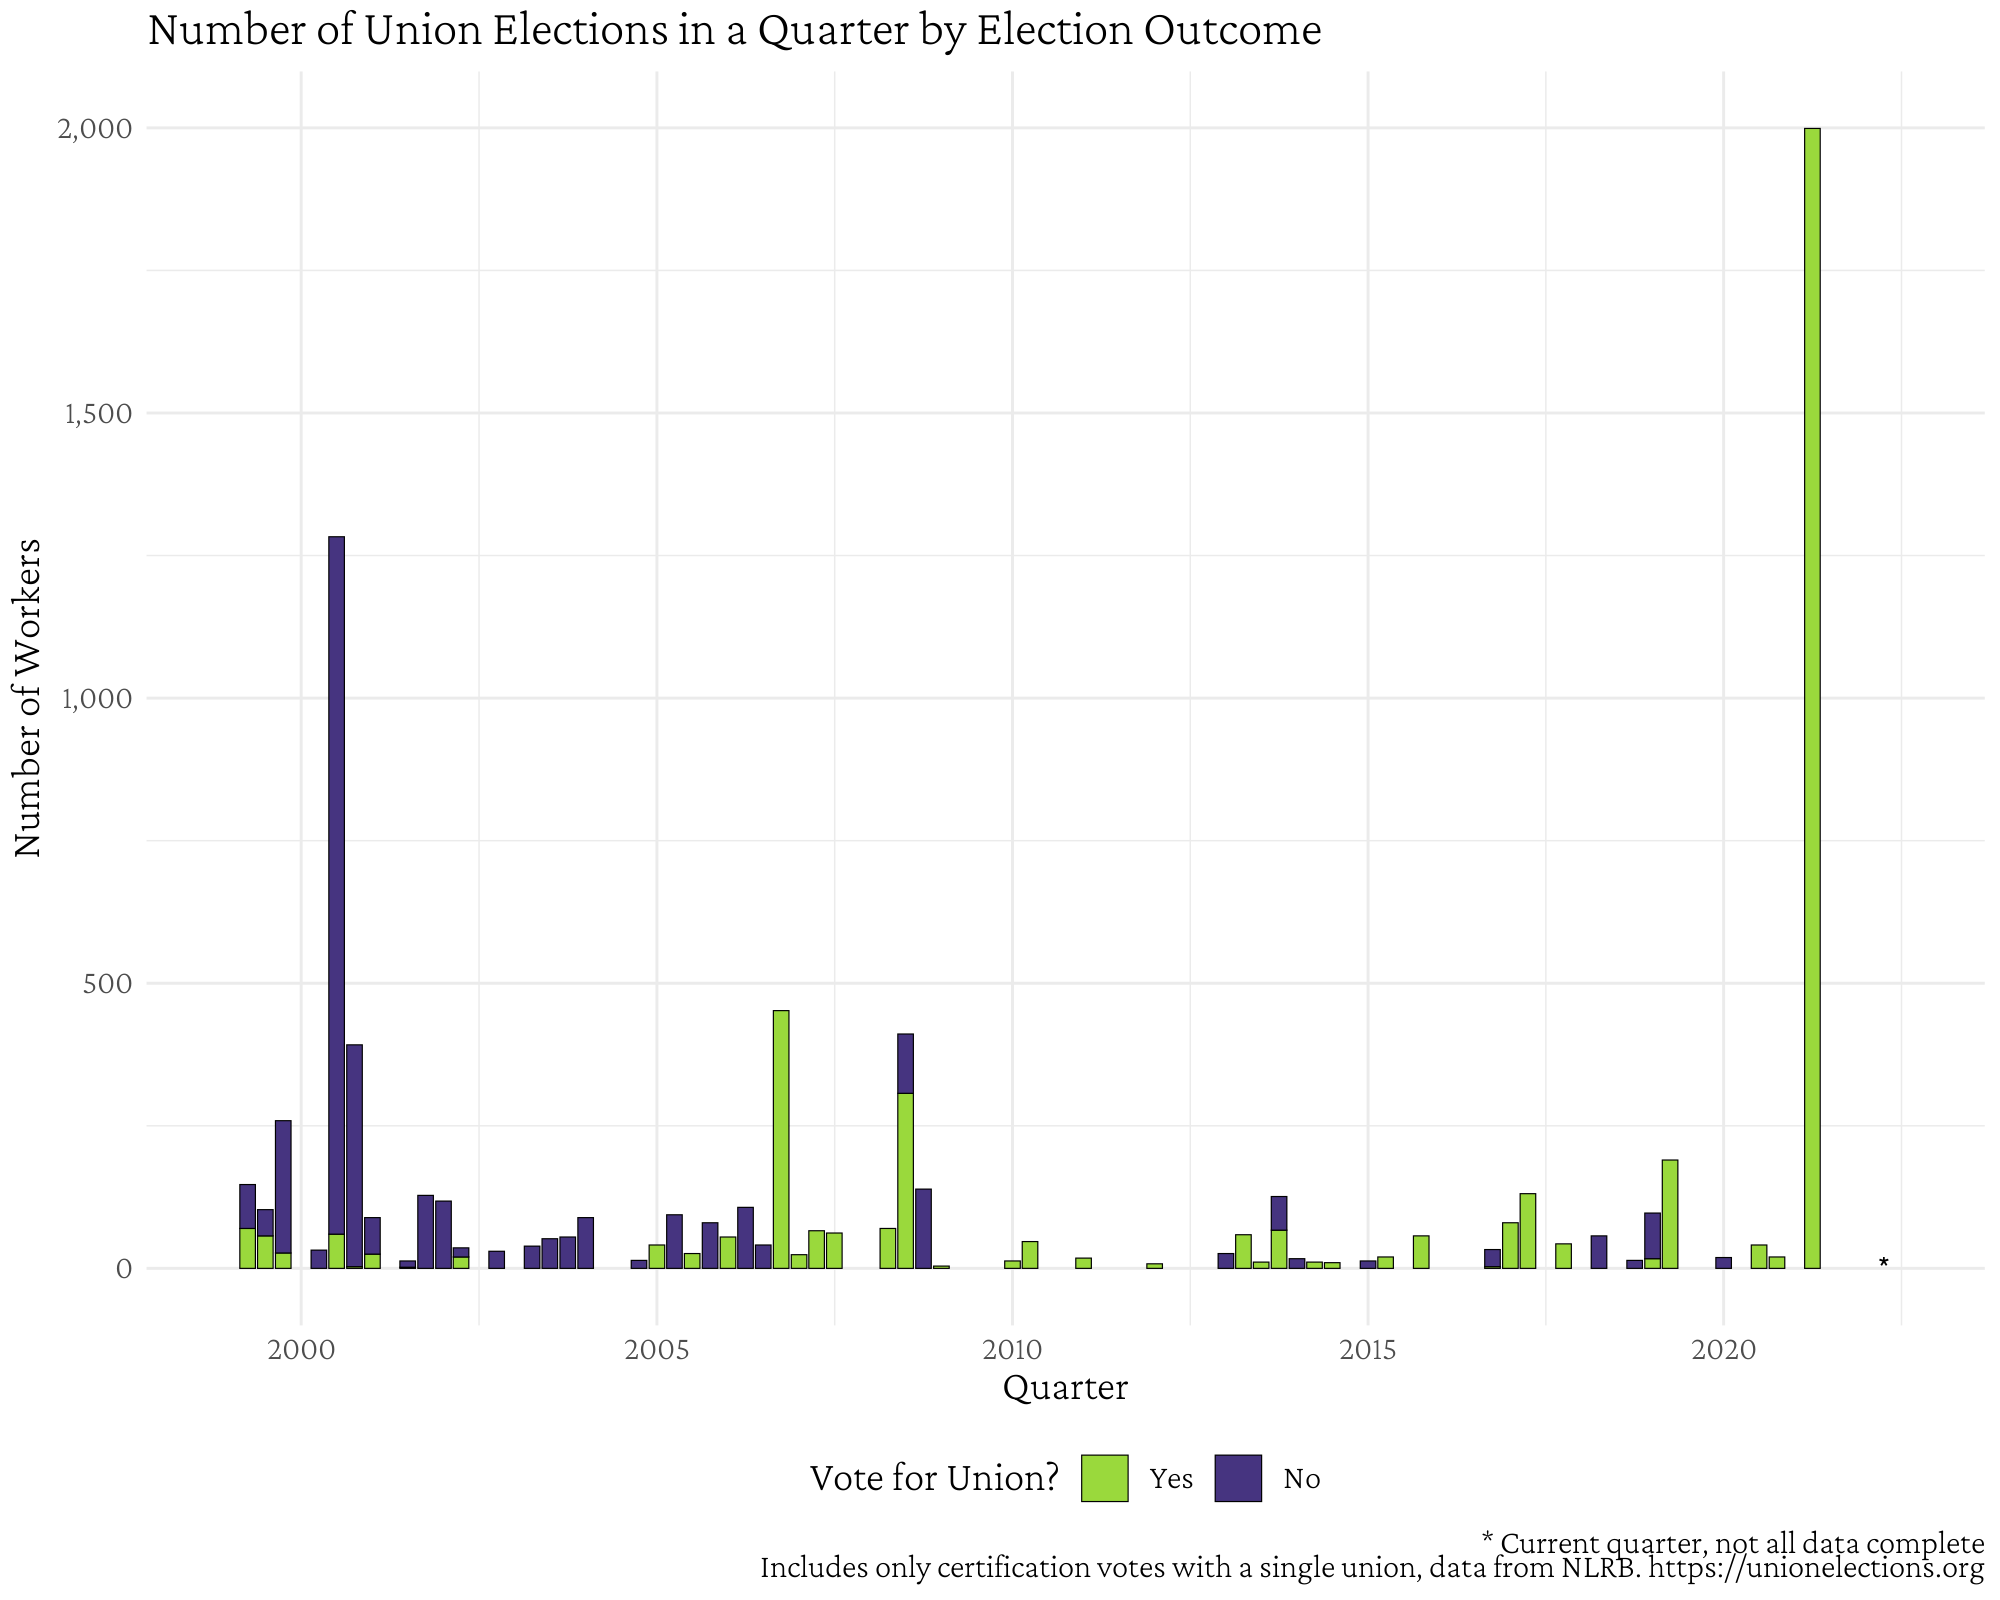 Number of Union Elections in a Quarter by Election Outcome
2,000
1,500
1,000
500
0
Number of Workers
*
2000 2005 2010 2015 2020
Quarter
Vote for Union? Yes No
* Current quarter, not all data complete
Includes only certification votes with a single union, data from NLRB. https://unionelections.org